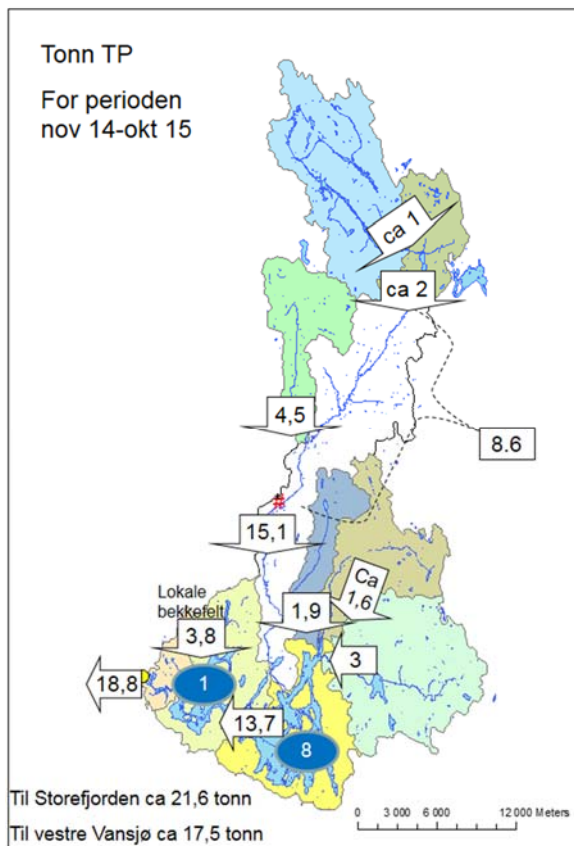 Tonn TP
For perioden
nov 14-okt 15
ca 1
ca 2
4,5
8.6
15,1
Ca
1,6
Lokale
bekkefelt
1,9
3,8
3
18,8
1
13,7
8
Til Storefjorden ca 21,6 tonn
Til vestre Vansjø ca 17,5 tonn
0 3 000 6 000 12 000 Meters